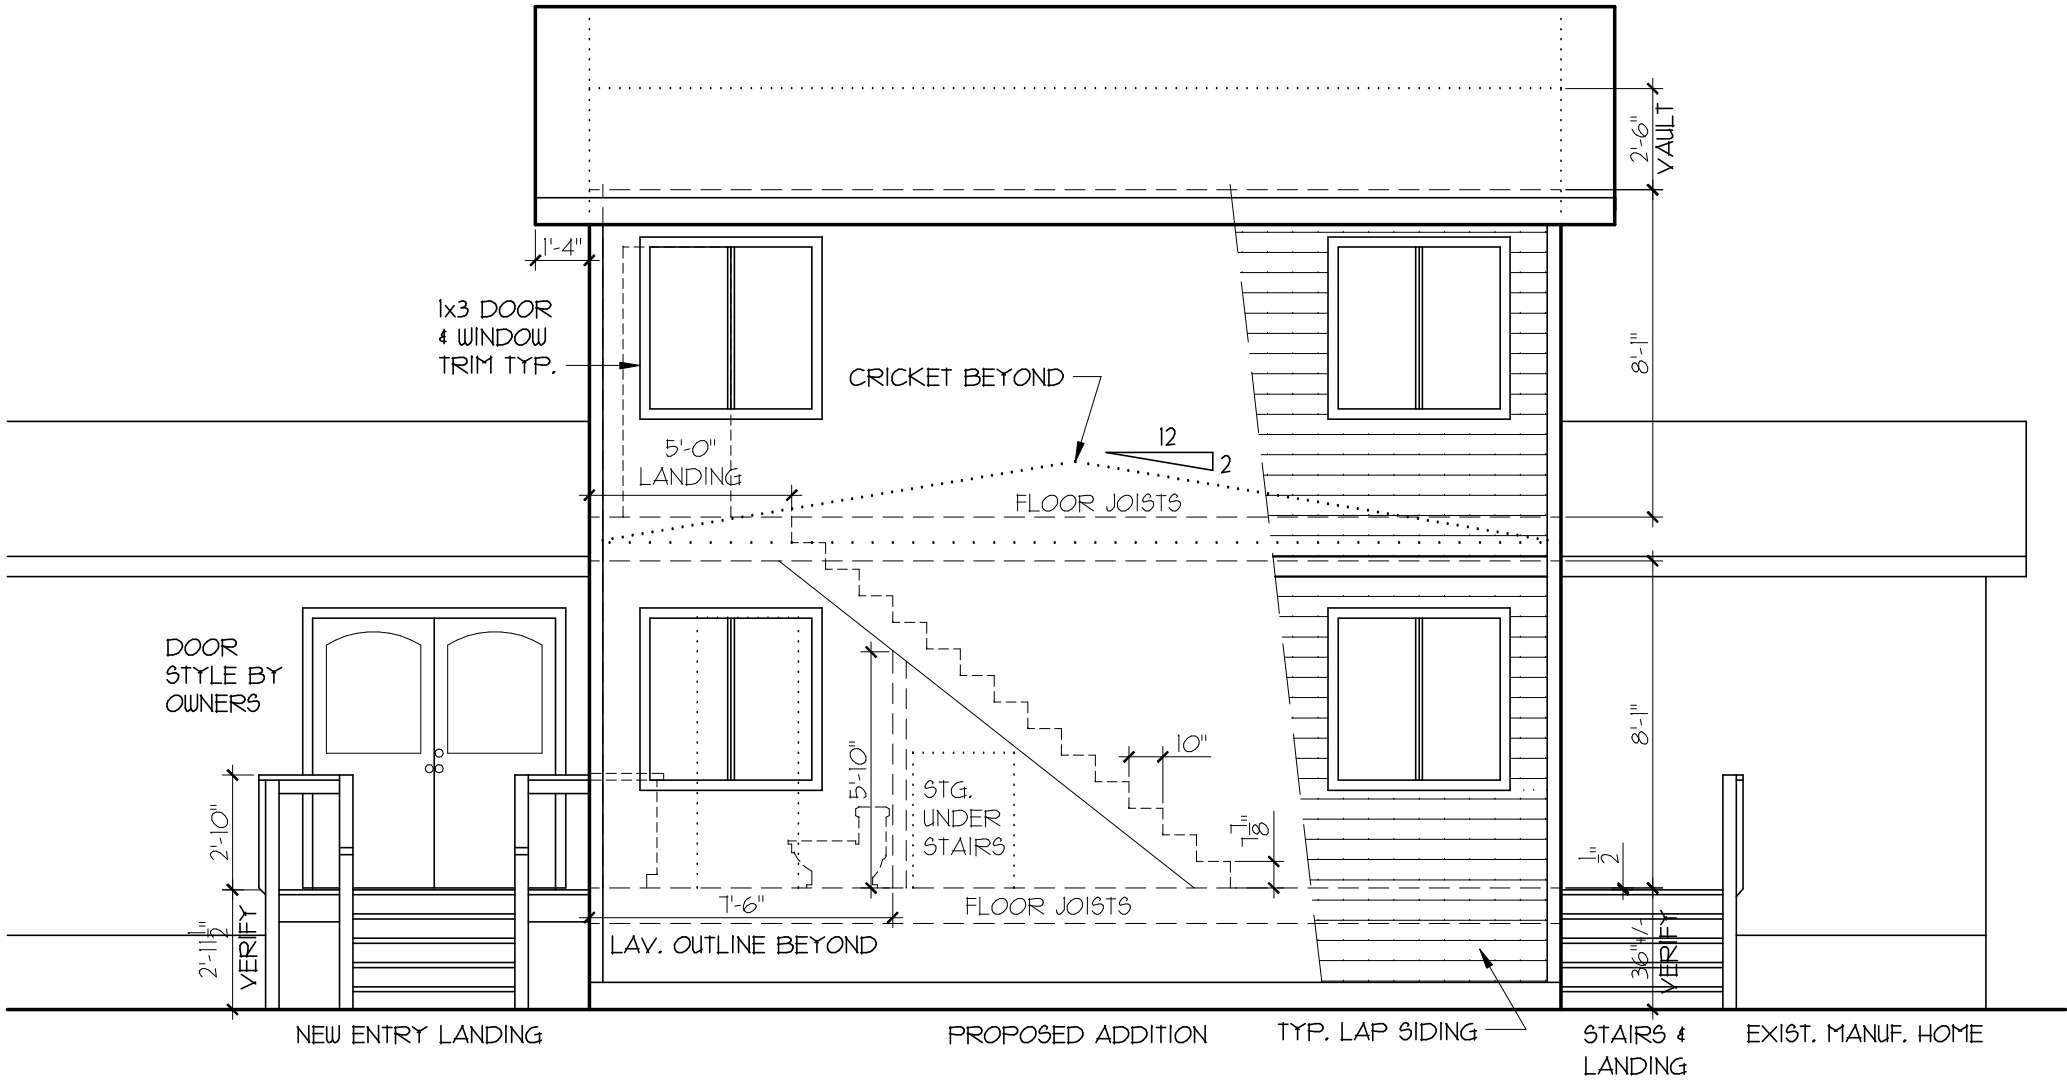 2'-6"
VAULT
1'-4"
1x3 DOOR
& WINDOW
TRIM TYP.
8'-1"
CRICKET BEYOND
12
2
5'-0"
LANDING
FLOOR JOISTS
DOOR
STYLE BY
OWNERS
8'-1"
10"
5'-10"
STG.
UNDER
STAIRS
7"
8
2'-10"
1"
2
7'-6"
FLOOR JOISTS
LAV. OUTLINE BEYOND
2'-11 1/2"
VERIFY
36"+/-
VERIFY
NEW ENTRY LANDING
PROPOSED ADDITION
TYP. LAP SIDING
STAIRS &
LANDING
EXIST. MANUF. HOME